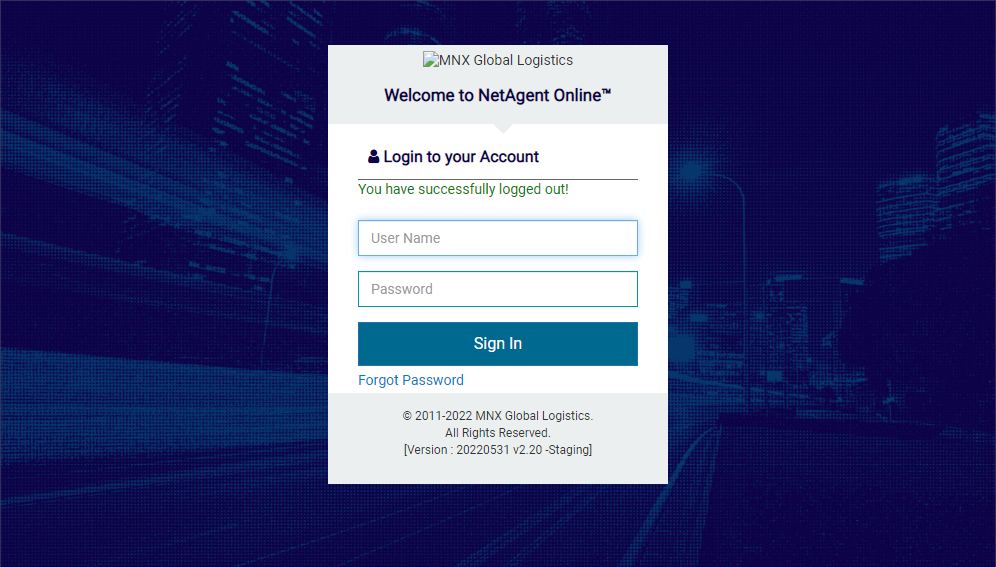 MNX Global Logistics
Welcome to NetAgent Online™
Login to your Account
You have successfully logged out!
User Name
Password
Sign In
Forgot Password
© 2011-2022 MNX Global Logistics.
All Rights Reserved.
[Version : 20220531 v2.20 -Staging]